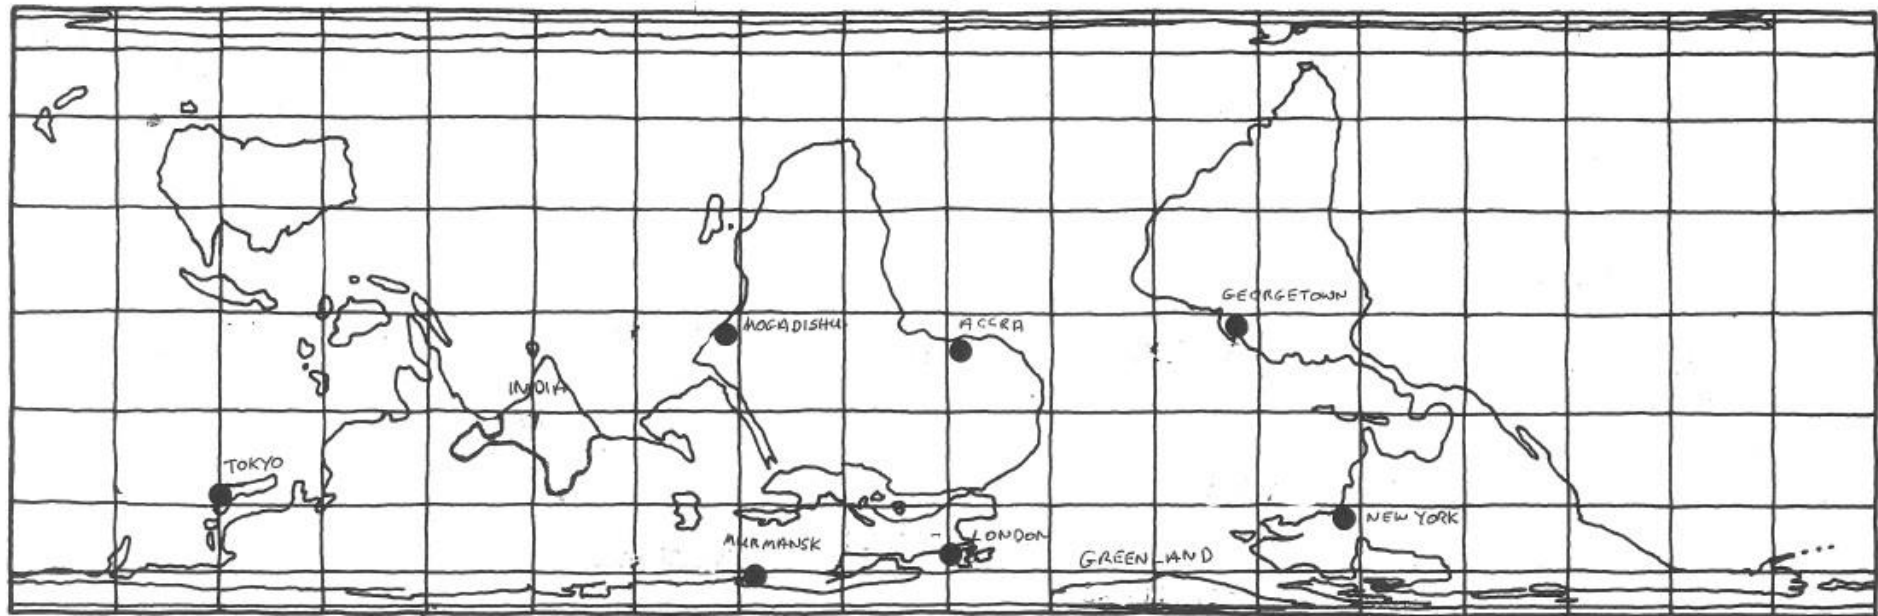 GEORGETOWN
MOGADISHU
ACCRA
INDIA
TOKYO
NEW YORK
MURMANSK
LONDON
GREENLAND